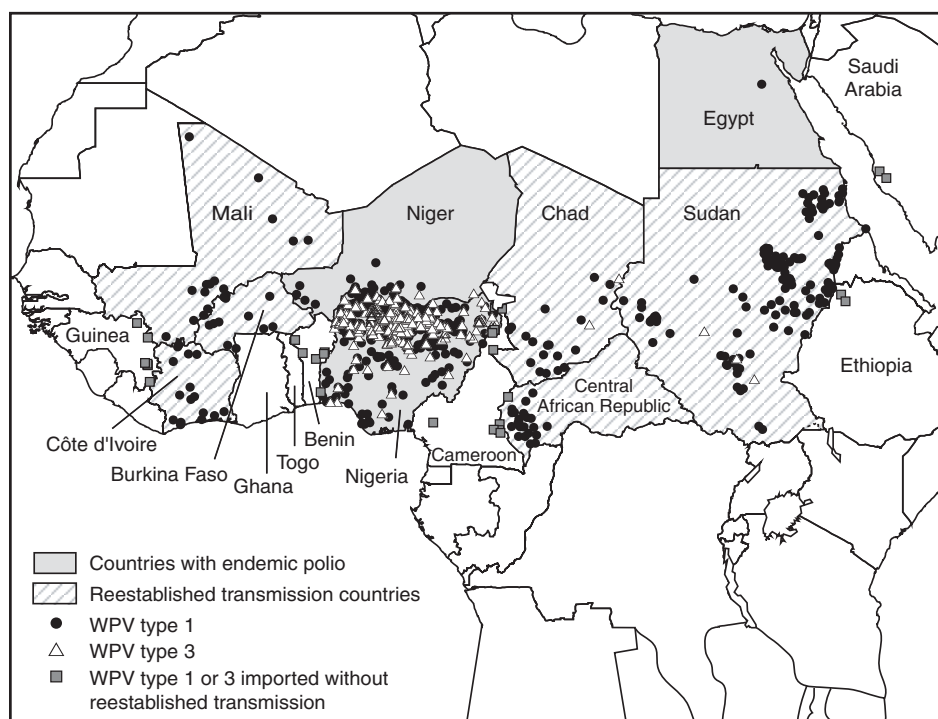 Saudi
Arabia
Egypt
Mali
Niger
Chad
Sudan
Guinea
Ethiopia
Central
African Republic
Côte d'Ivoire
Benin
Cameroon
Burkina Faso
Togo
Nigeria
Ghana
Countries with endemic polio
Reestablished transmission countries
WPV type 1
WPV type 3
WPV type 1 or 3 imported without
reestablished transmission